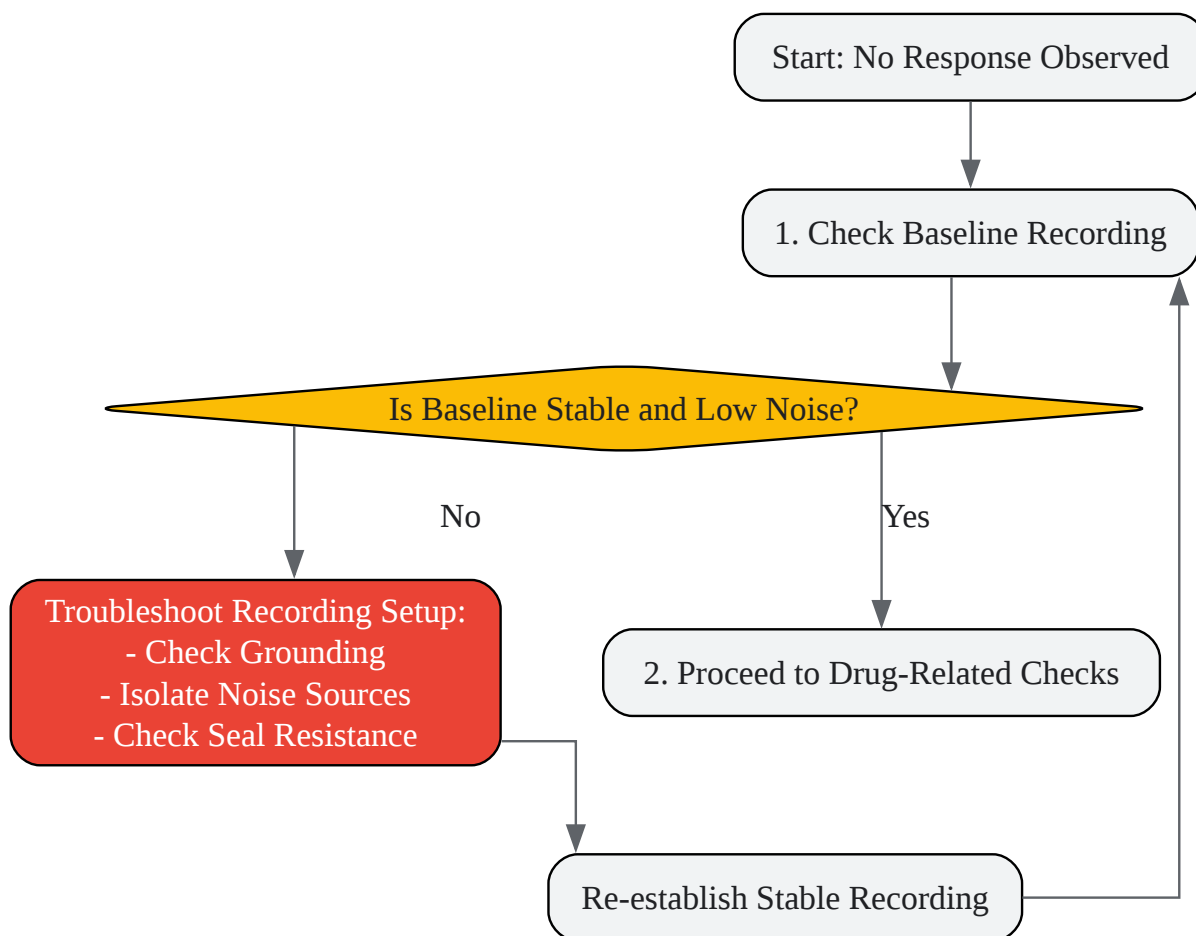 Start: No Response Observed
1. Check Baseline Recording
Is Baseline Stable and Low Noise?
No
Yes
Troubleshoot Recording Setup:
- Check Grounding
- Isolate Noise Sources
- Check Seal Resistance
2. Proceed to Drug-Related Checks
Re-establish Stable Recording